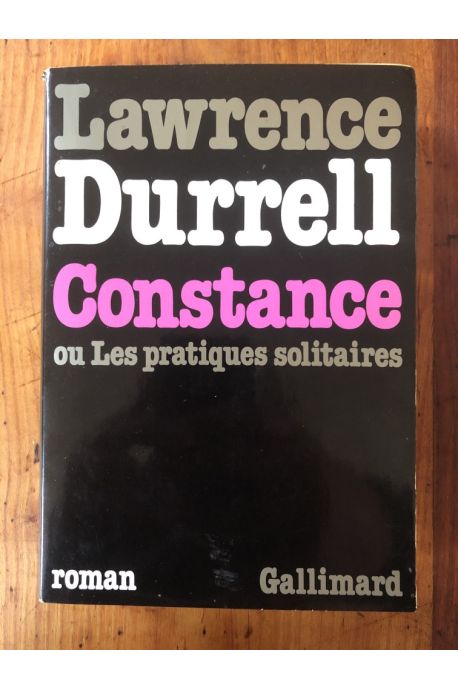 Lawrence
Durrell
Constance
ou Les pratiques solitaires
roman Gallimard